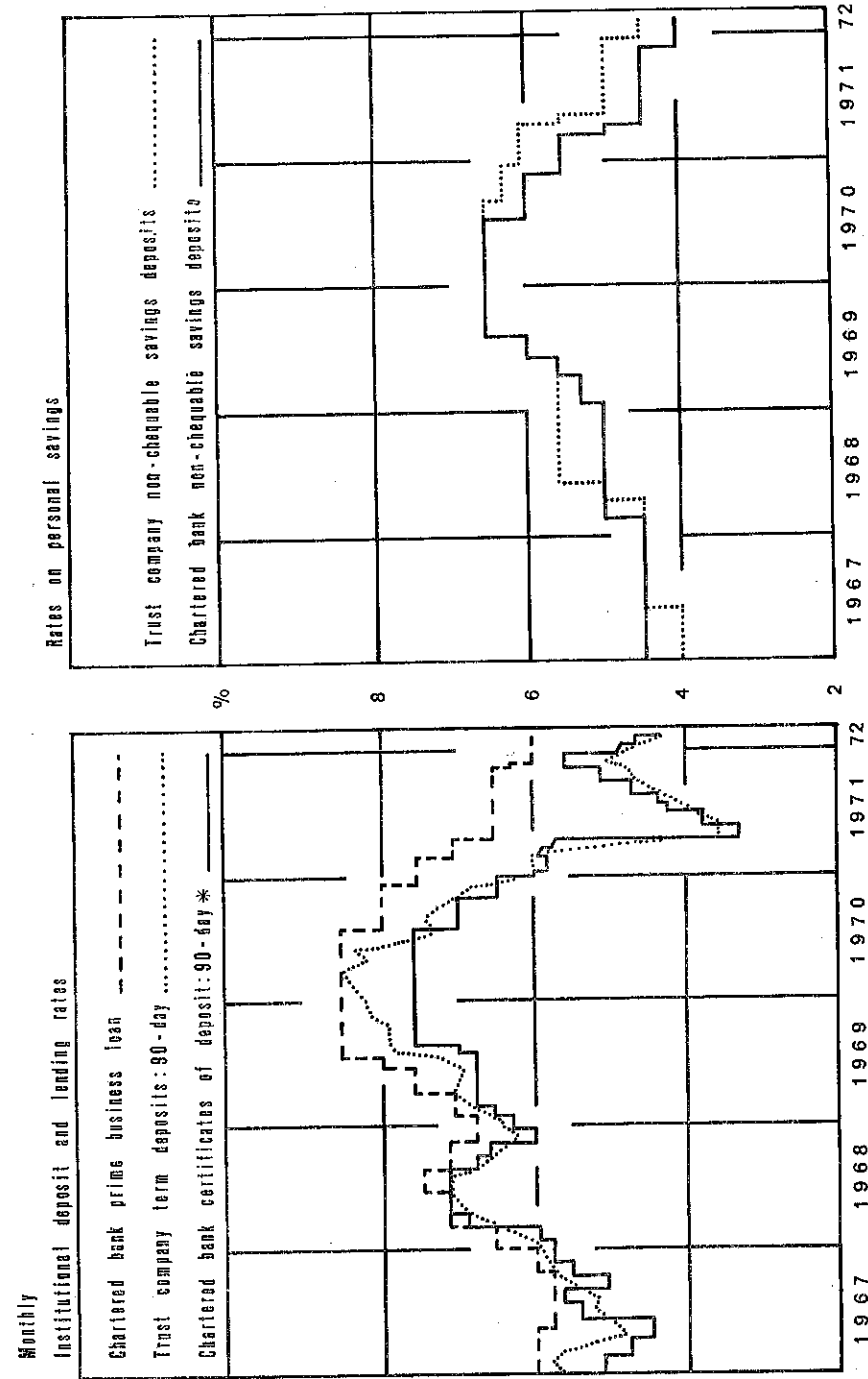 Monthly
Institutional deposit and lending rates
Chartered bank prime business loan
Trust company term deposits: 90-day
Chartered bank certificates of deposit: 90-day *
1967 1968 1969 1970 1971 72
Rates on personal savings
Trust company non-chequable savings deposits
Chartered bank non-chequable savings deposits
%
8
6
4
2
1967 1968 1969 1970 1971 72